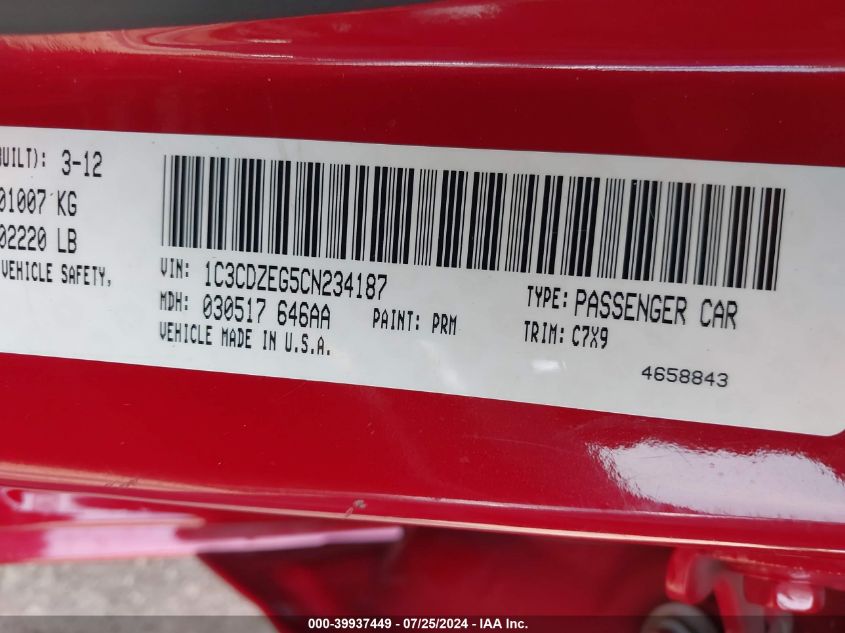 BUILT): 3-12
01007 KG
02220 LB
VEHICLE SAFETY,
VIN: 1C3CDZEG5CN234187
TYPE: PASSENGER CAR
MDH: 030517 646AA
PAINT: PRM
TRIM: C7X9
VEHICLE MADE IN U.S.A.
4658843
000-39937449 - 07/25/2024 - IAA Inc.